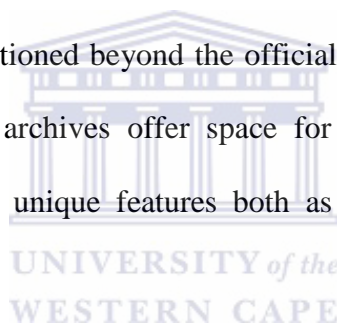 tioned beyond the official
archives offer space for
unique features both as
UNIVERSITY of the
WESTERN CAPE